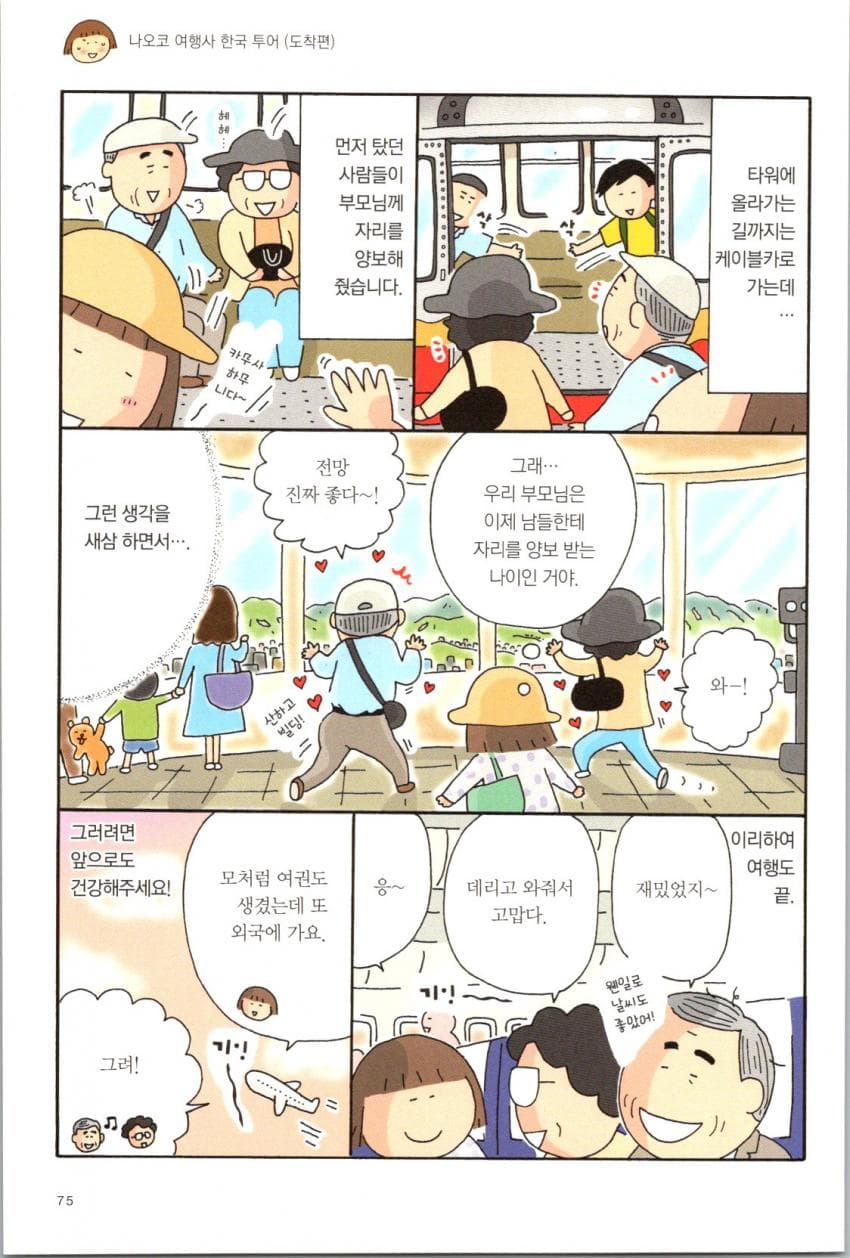 나오코 여행사 한국 투어 (도착편)
타워에
올라가는
길까지는
케이블카로
가는데
…
삭
삭
먼저 탔던
사람들이
부모님께
자리를
양보해
줬습니다.
헤
헤…
캄무사
하무
니다~
그래…
우리 부모님은
이제 남들한테
자리를 양보 받는
나이인 거야.
와-!
전망
진짜 좋다~!
산하고
빌딩!
그런 생각을
새삼 하면서….
이리하여
여행도
끝.
재밌었지~
웬일로
날씨도
좋았어!
데리고 와줘서
고맙다.
응~
기잉
모처럼 여권도
생겼는데 또
외국에 가요.
기잉
그려!
그러려면
앞으로도
건강해주세요!
75